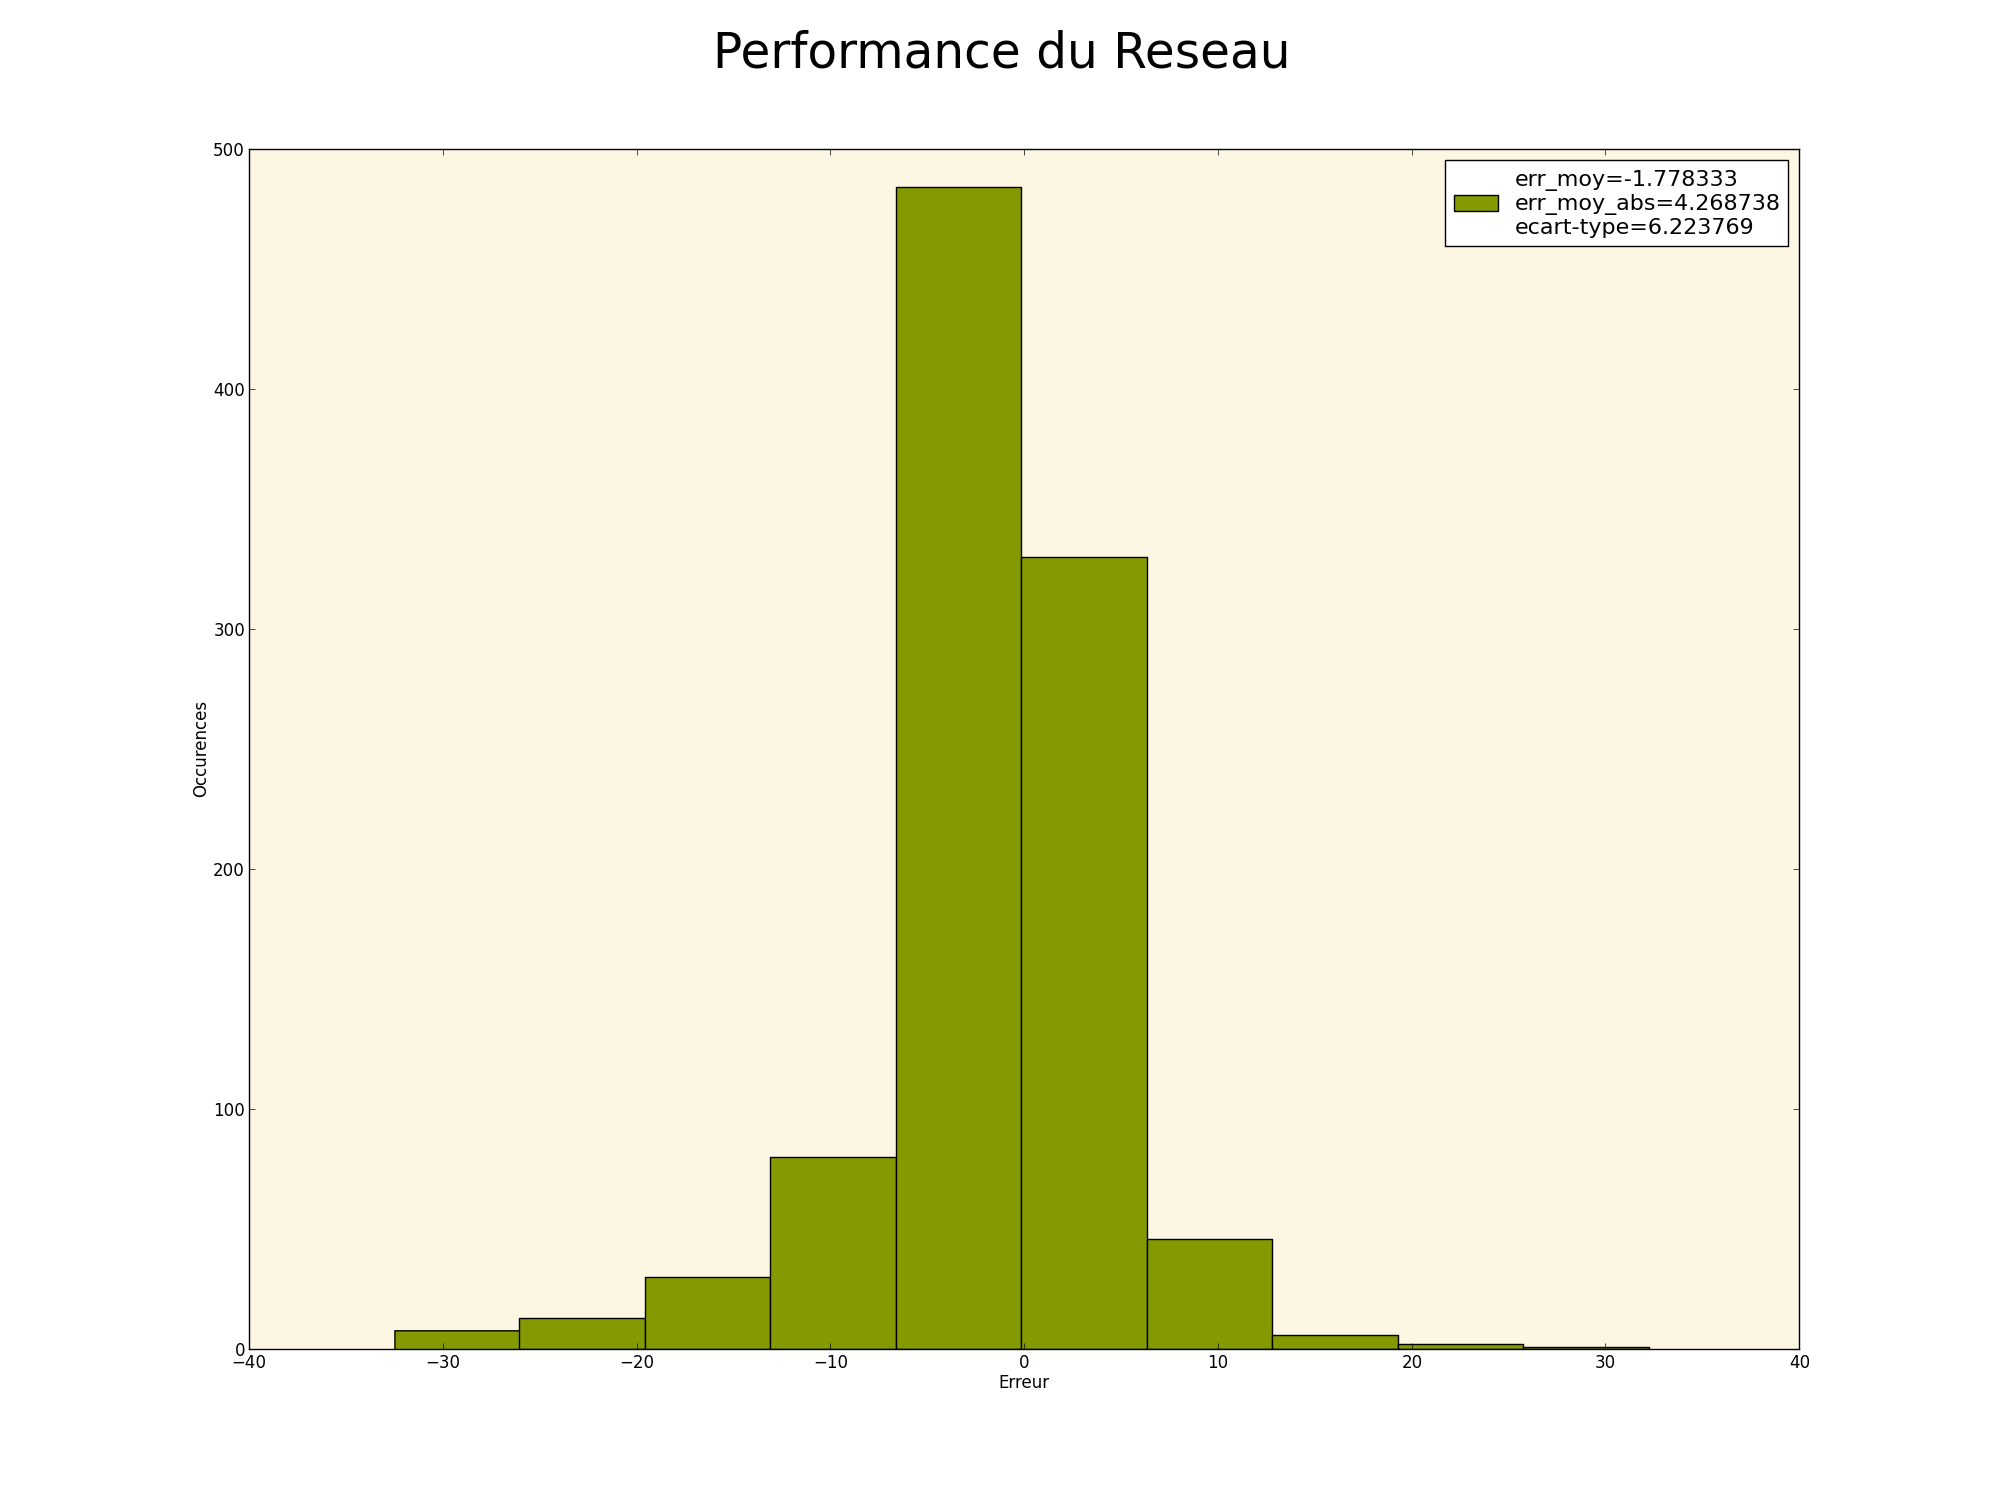 Performance du Reseau
err_moy=-1.778333
err_moy_abs=4.268738
ecart-type=6.223769
500
400
300
200
100
0
Occurences
−40
−30
−20
−10
0
10
20
30
40
Erreur